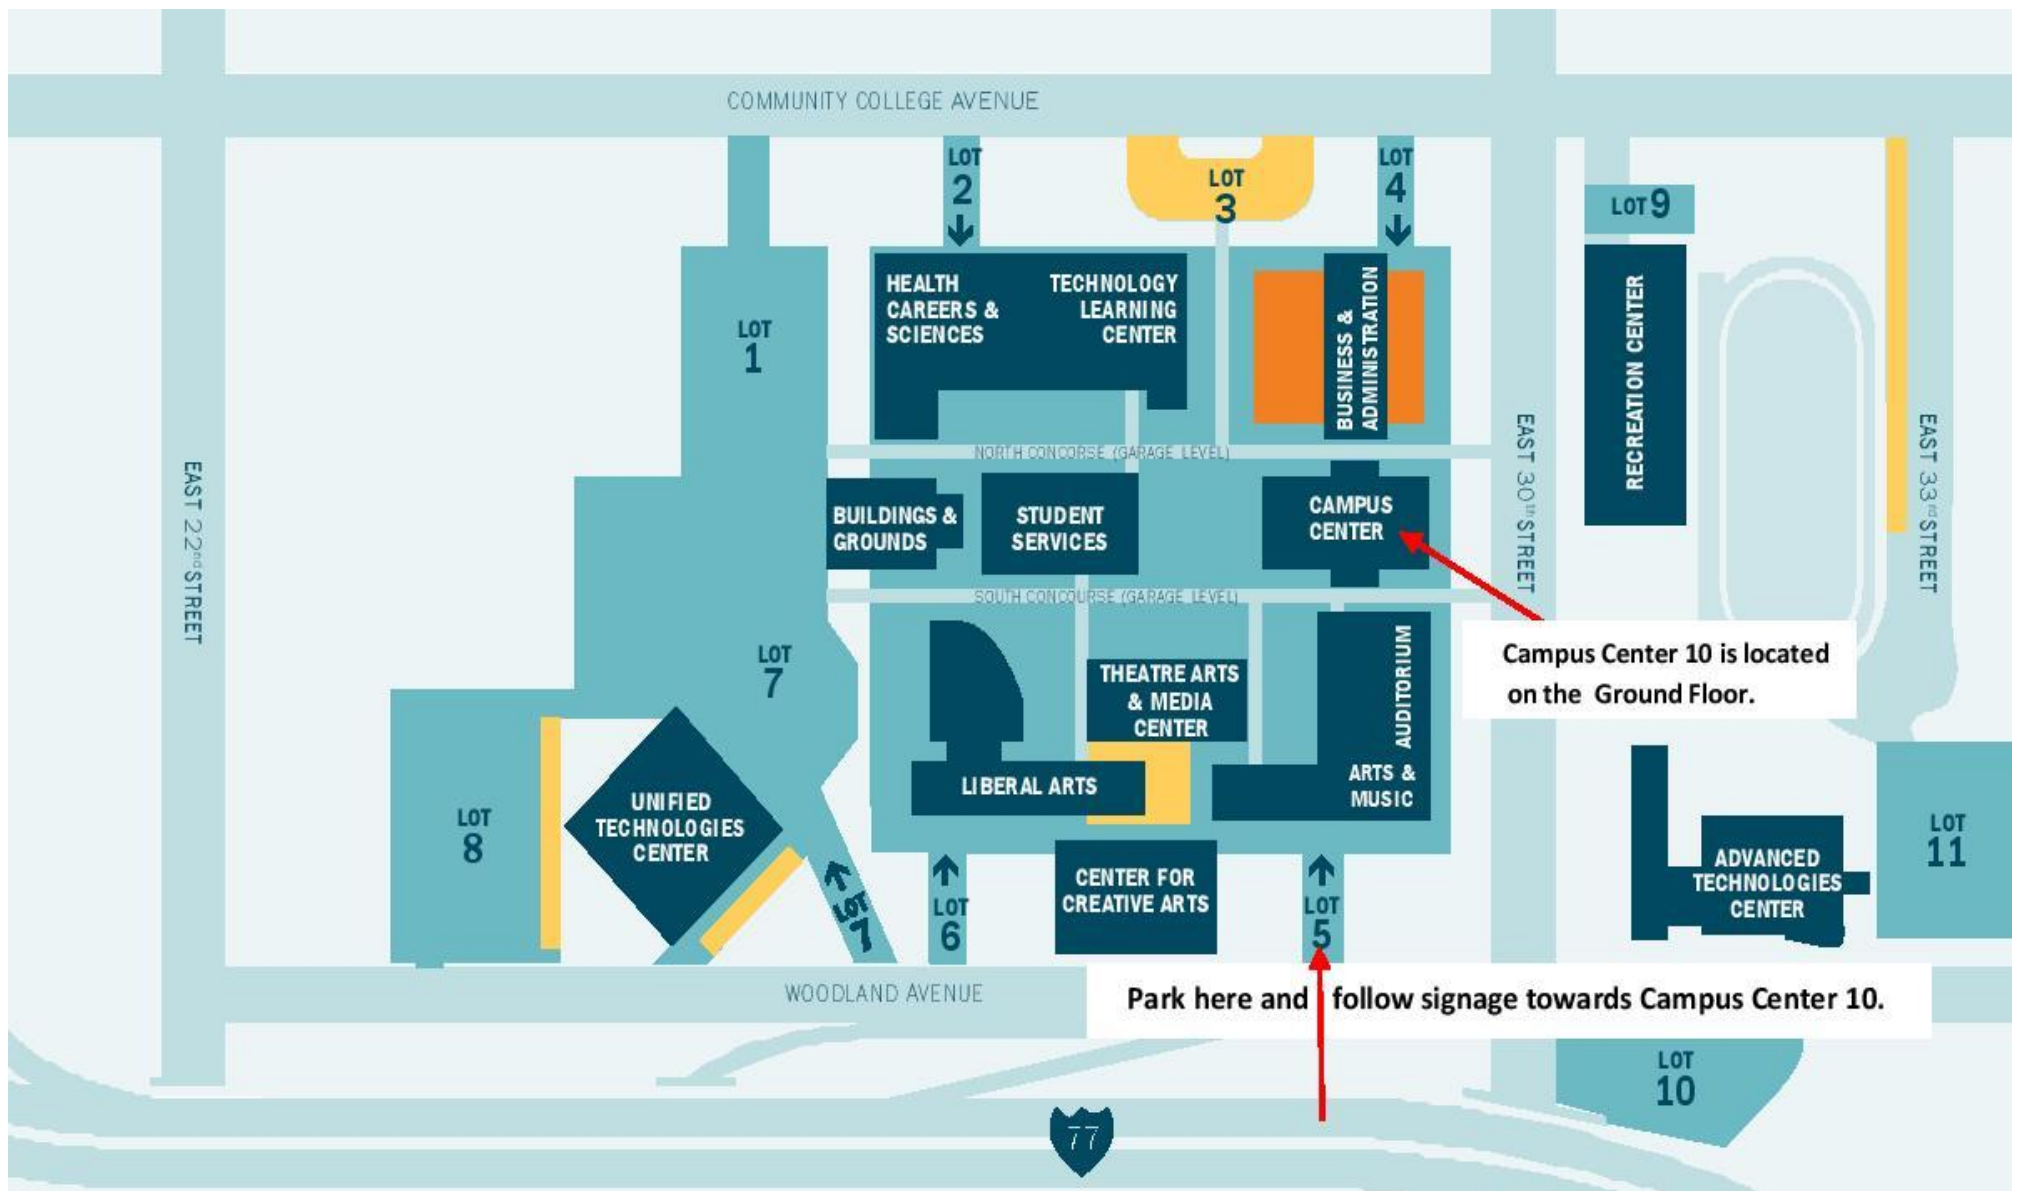 COMMUNITY COLLEGE AVENUE
LOT
2
LOT
3
LOT
4
LOT 9
HEALTH
CAREERS &
SCIENCES
TECHNOLOGY
LEARNING
CENTER
BUSINESS &
ADMINISTRATION
RECREATION CENTER
LOT
1
EAST 22nd STREET
EAST 30th STREET
EAST 33rd STREET
NORTH CONCORSE (GARAGE LEVEL)
BUILDINGS &
GROUNDS
STUDENT
SERVICES
CAMPUS
CENTER
SOUTH CONCOURSE (GARAGE LEVEL)
Campus Center 10 is located
on the Ground Floor.
LOT
7
THEATRE ARTS
& MEDIA
CENTER
AUDITORIUM
LIBERAL ARTS
ARTS &
MUSIC
LOT
8
UNIFIED
TECHNOLOGIES
CENTER
LOT
7
LOT
6
CENTER FOR
CREATIVE ARTS
LOT
5
ADVANCED
TECHNOLOGIES
CENTER
LOT
11
WOODLAND AVENUE
Park here and follow signage towards Campus Center 10.
LOT
10
77